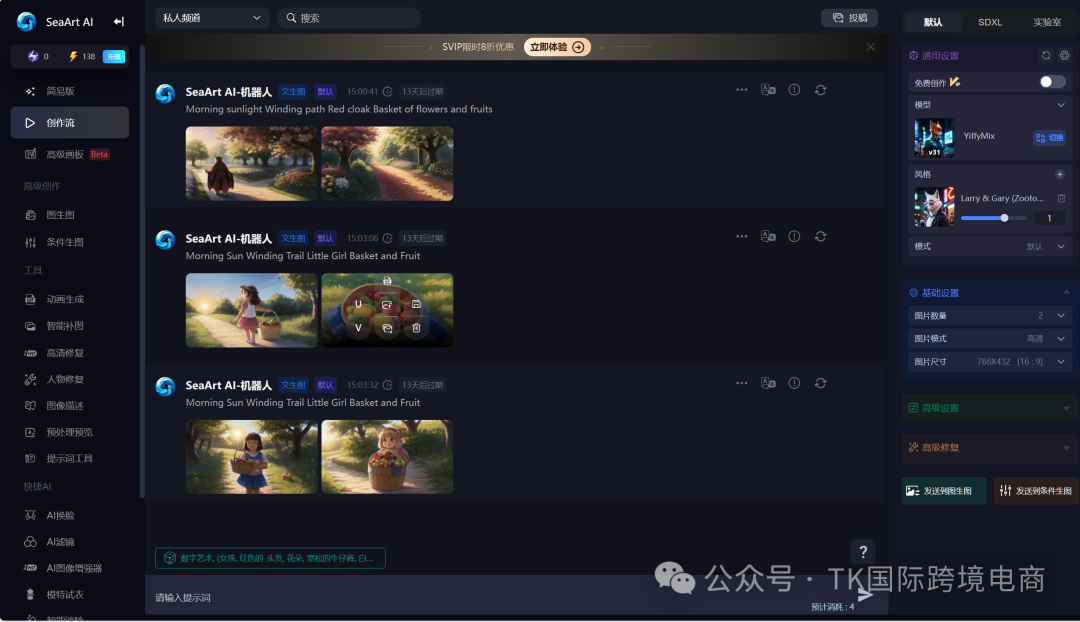 SeaArt AI
0
138
充值
简易版
创作流
高级画板 Beta
高级创作
图生图
条件生图
工具
动画生成
智能补图
高清修复
人物修复
图像描述
预处理预览
提示词工具
快捷AI
AI换脸
AI滤镜
AI图像增强器
模特试衣
智能消除
私人频道
搜索
投稿
SVIP限时8折优惠 立即体验
SeaArt AI-机器人 文生图 默认 15:00:41 13天后过期
Morning sunlight Winding path Red cloak Basket of flowers and fruits
SeaArt AI-机器人 文生图 默认 15:03:06 13天后过期
Morning Sun Winding Trail Little Girl Basket and Fruit
U
V
SeaArt AI-机器人 文生图 默认 15:03:32 13天后过期
Morning Sun Winding Trail Little Girl Basket and Fruit
数字艺术, (女孩, 红色的 头发, 花朵, 宽松的牛仔裤, 白...
?
请输入提示词
预计消耗 : 4
默认 SDXL 实验室
通用设置
免费创作
模型
v31
YiffyMix
切换
风格
Larry & Gary (Zooto...
1
模式 默认
基础设置
图片数量 2
图片模式 高清
图片尺寸 768X432 [16 : 9]
高级设置
高级修复
发送到图生图
发送到条件生图
公众号 · TK国际跨境电商